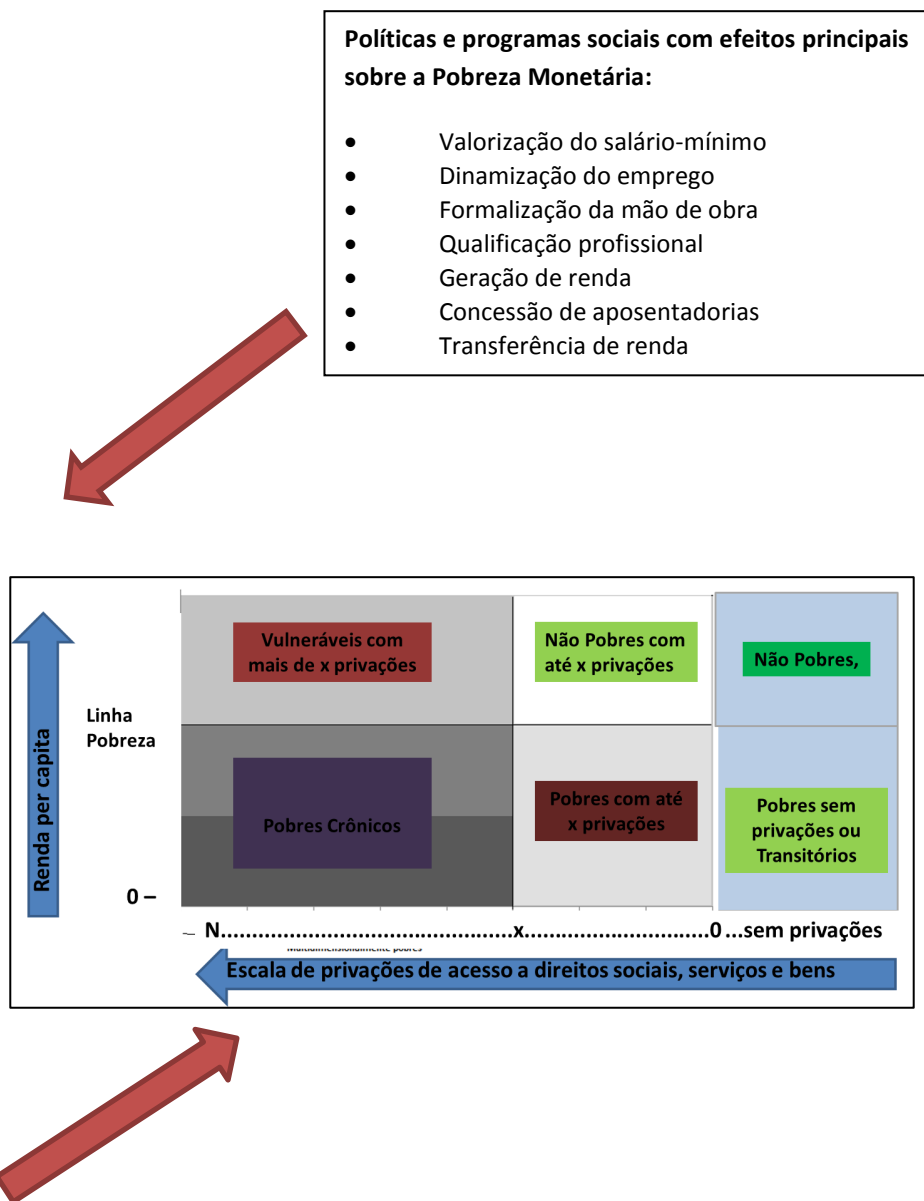 Políticas e programas sociais com efeitos principais
sobre a Pobreza Monetária:
• Valorização do salário-mínimo
• Dinamização do emprego
• Formalização da mão de obra
• Qualificação profissional
• Geração de renda
• Concessão de aposentadorias
• Transferência de renda
Renda per capita
Linha
Pobreza
0 –
Vulneráveis com
mais de x privações
Não Pobres com
até x privações
Não Pobres,
Pobres Crônicos
Pobres com até
x privações
Pobres sem
privações ou
Transitórios
N..........................................x...........................0 ...sem privações
Multidimensionalmente pobres
Escala de privações de acesso a direitos sociais, serviços e bens